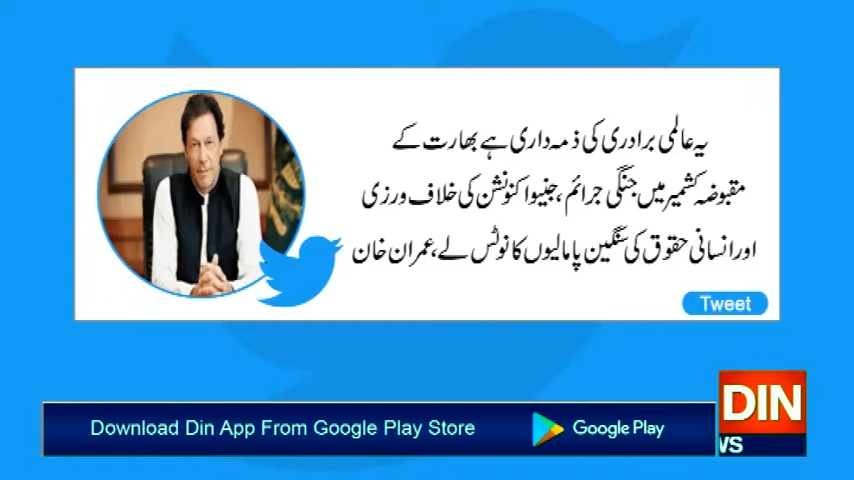 یہ عالمی برادری کی ذمہ داری ہے بھارت کے
مقبوضہ کشمیر میں جنگی جرائم، جنیوا کنونشن کی خلاف ورزی
اور انسانی حقوق کی سنگین پامالیوں کا نوٹس لے، عمران خان
Tweet
Download Din App From Google Play Store
Google Play
DIN
WS